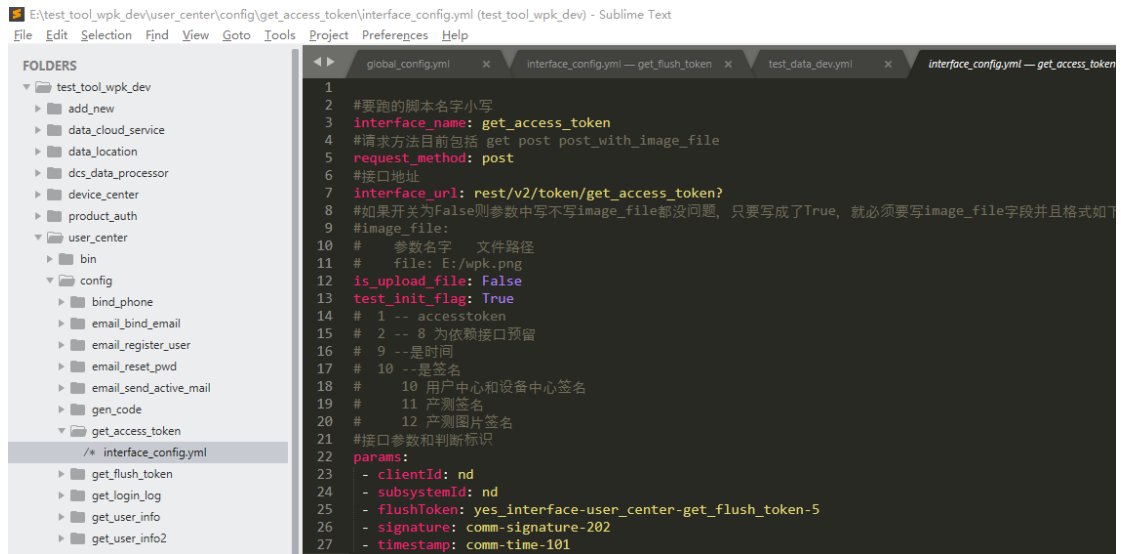 E:\test_tool_wpk_dev\user_center\config\get_access_token\interface_config.yml (test_tool_wpk_dev) - Sublime Text
File Edit Selection Find View Goto Tools Project Preferences Help
FOLDERS
test_tool_wpk_dev
add_new
data_cloud_service
data_location
dcs_data_processor
device_center
product_auth
user_center
bin
config
bind_phone
email_bind_email
email_register_user
email_reset_pwd
email_send_active_mail
gen_code
get_access_token
/* interface_config.yml
get_flush_token
get_login_log
get_user_info
get_user_info2
global_config.yml × interface_config.yml — get_flush_token × test_data_dev.yml × interface_config.yml — get_access_token
1
2 #要跑的脚本名字小写
3 interface_name: get_access_token
4 #请求方法目前包括 get post post_with_image_file
5 request_method: post
6 #接口地址
7 interface_url: rest/v2/token/get_access_token?
8 #如果开关为False则参数中写不写image_file都没问题, 只要写成了True, 就必须要写image_file字段并且格式如下
9 #image_file:
10 # 参数名字 文件路径
11 # file: E:/wpk.png
12 is_upload_file: False
13 test_init_flag: True
14 # 1 -- accesstoken
15 # 2 -- 8 为依赖接口预留
16 # 9 --是时间
17 # 10 --是签名
18 # 10 用户中心和设备中心签名
19 # 11 产测签名
20 # 12 产测图片签名
21 #接口参数和判断标识
22 params:
23 - clientId: nd
24 - subsystemId: nd
25 - flushToken: yes_interface-user_center-get_flush_token-5
26 - signature: comm-signature-202
27 - timestamp: comm-time-101